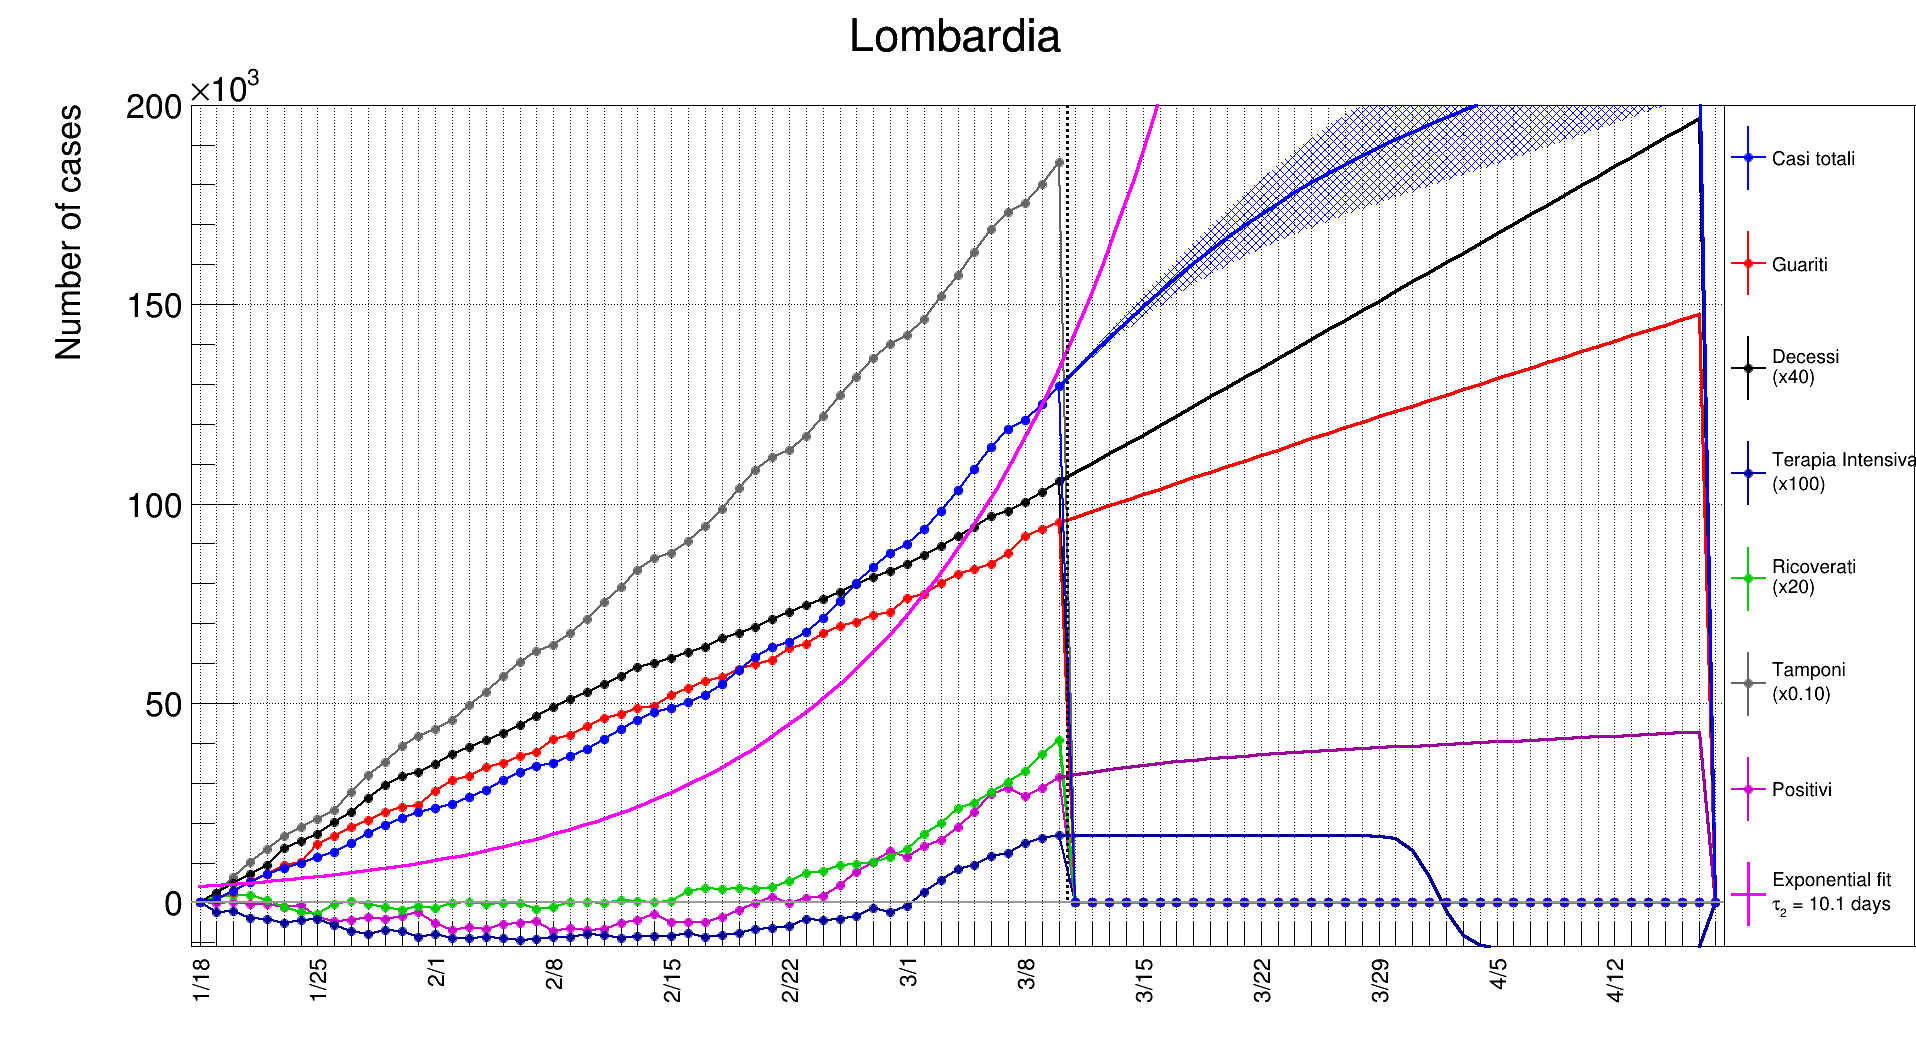 Lombardia
×10³
Number of cases
200
150
100
50
0
1/18
1/25
2/1
2/8
2/15
2/22
3/1
3/8
3/15
3/22
3/29
4/5
4/12
Casi totali
Guariti
Decessi
(x40)
Terapia Intensiva
(x100)
Ricoverati
(x20)
Tamponi
(x0.10)
Positivi
Exponential fit
τ₂ = 10.1 days